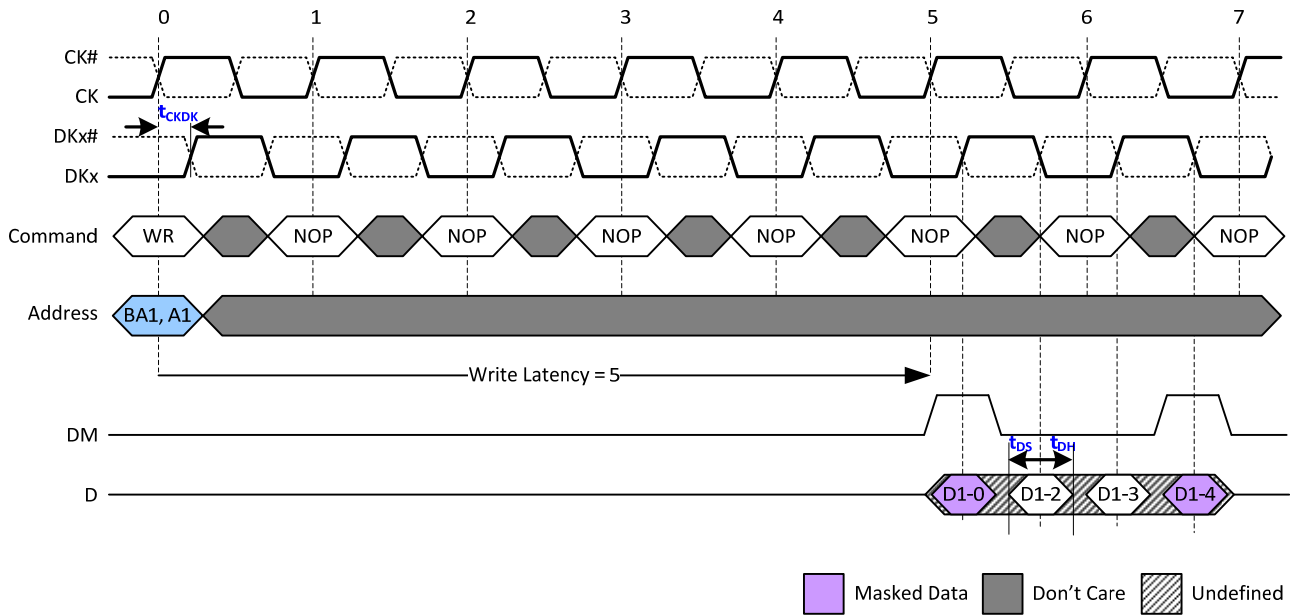 0 1 2 3 4 5 6 7
CK#
CK
tCKDK
DKx#
DKx
Command WR NOP NOP NOP NOP NOP NOP NOP
Address BA1, A1
Write Latency = 5
DM
tDS tDH
D D1-0 D1-2 D1-3 D1-4
Masked Data Don't Care Undefined